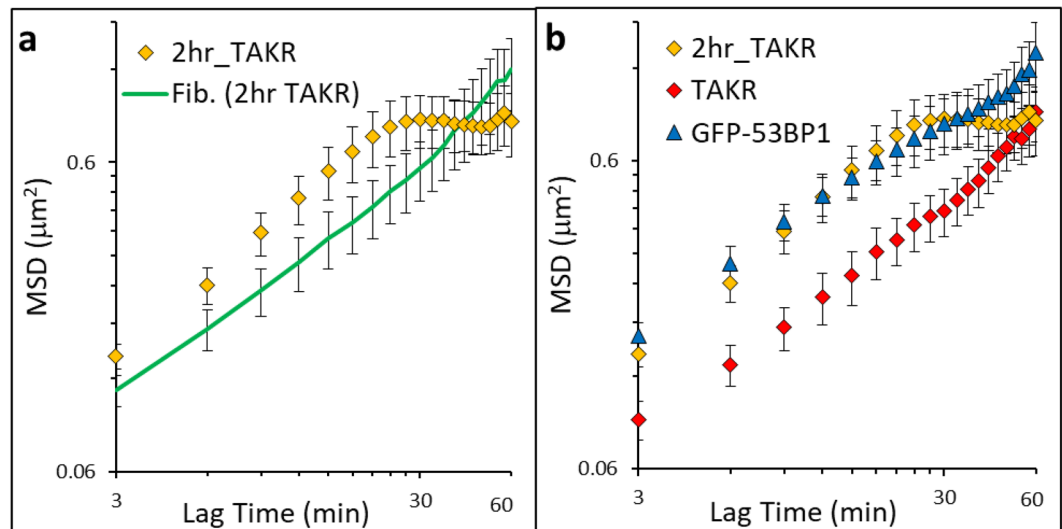 a
2hr_TAKR
Fib. (2hr TAKR)
MSD (μm²)
0.6
0.06
3
30
60
Lag Time (min)
b
2hr_TAKR
TAKR
GFP-53BP1
MSD (μm²)
0.6
0.06
3
30
60
Lag Time (min)